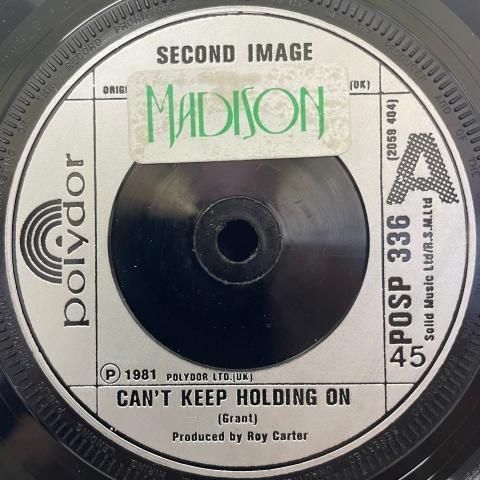 SECOND IMAGE
(UK)
MADISON
polydor
(2059 404)
A
POSP 336
Solid Music Ltd/R.S.M.Ltd
45
P 1981 POLYDOR LTD.(UK)
CAN'T KEEP HOLDING ON
(Grant)
Produced by Roy Carter